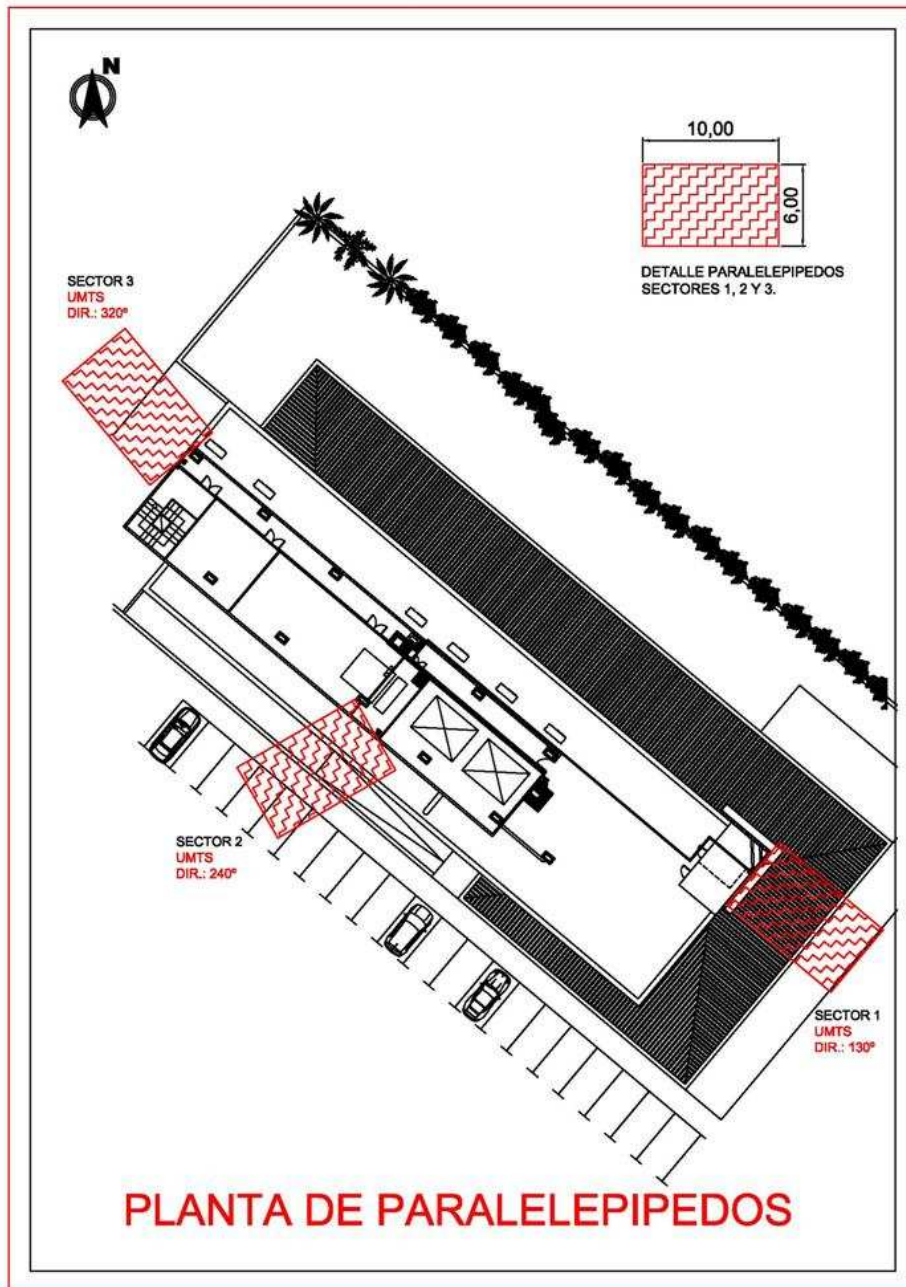 N
10,00
6,00
DETALLE PARALELEPIPEDOS
SECTORES 1, 2 Y 3.
SECTOR 3
UMTS
DIR.: 320º
SECTOR 2
UMTS
DIR.: 240º
SECTOR 1
UMTS
DIR.: 130º
PLANTA DE PARALELEPIPEDOS